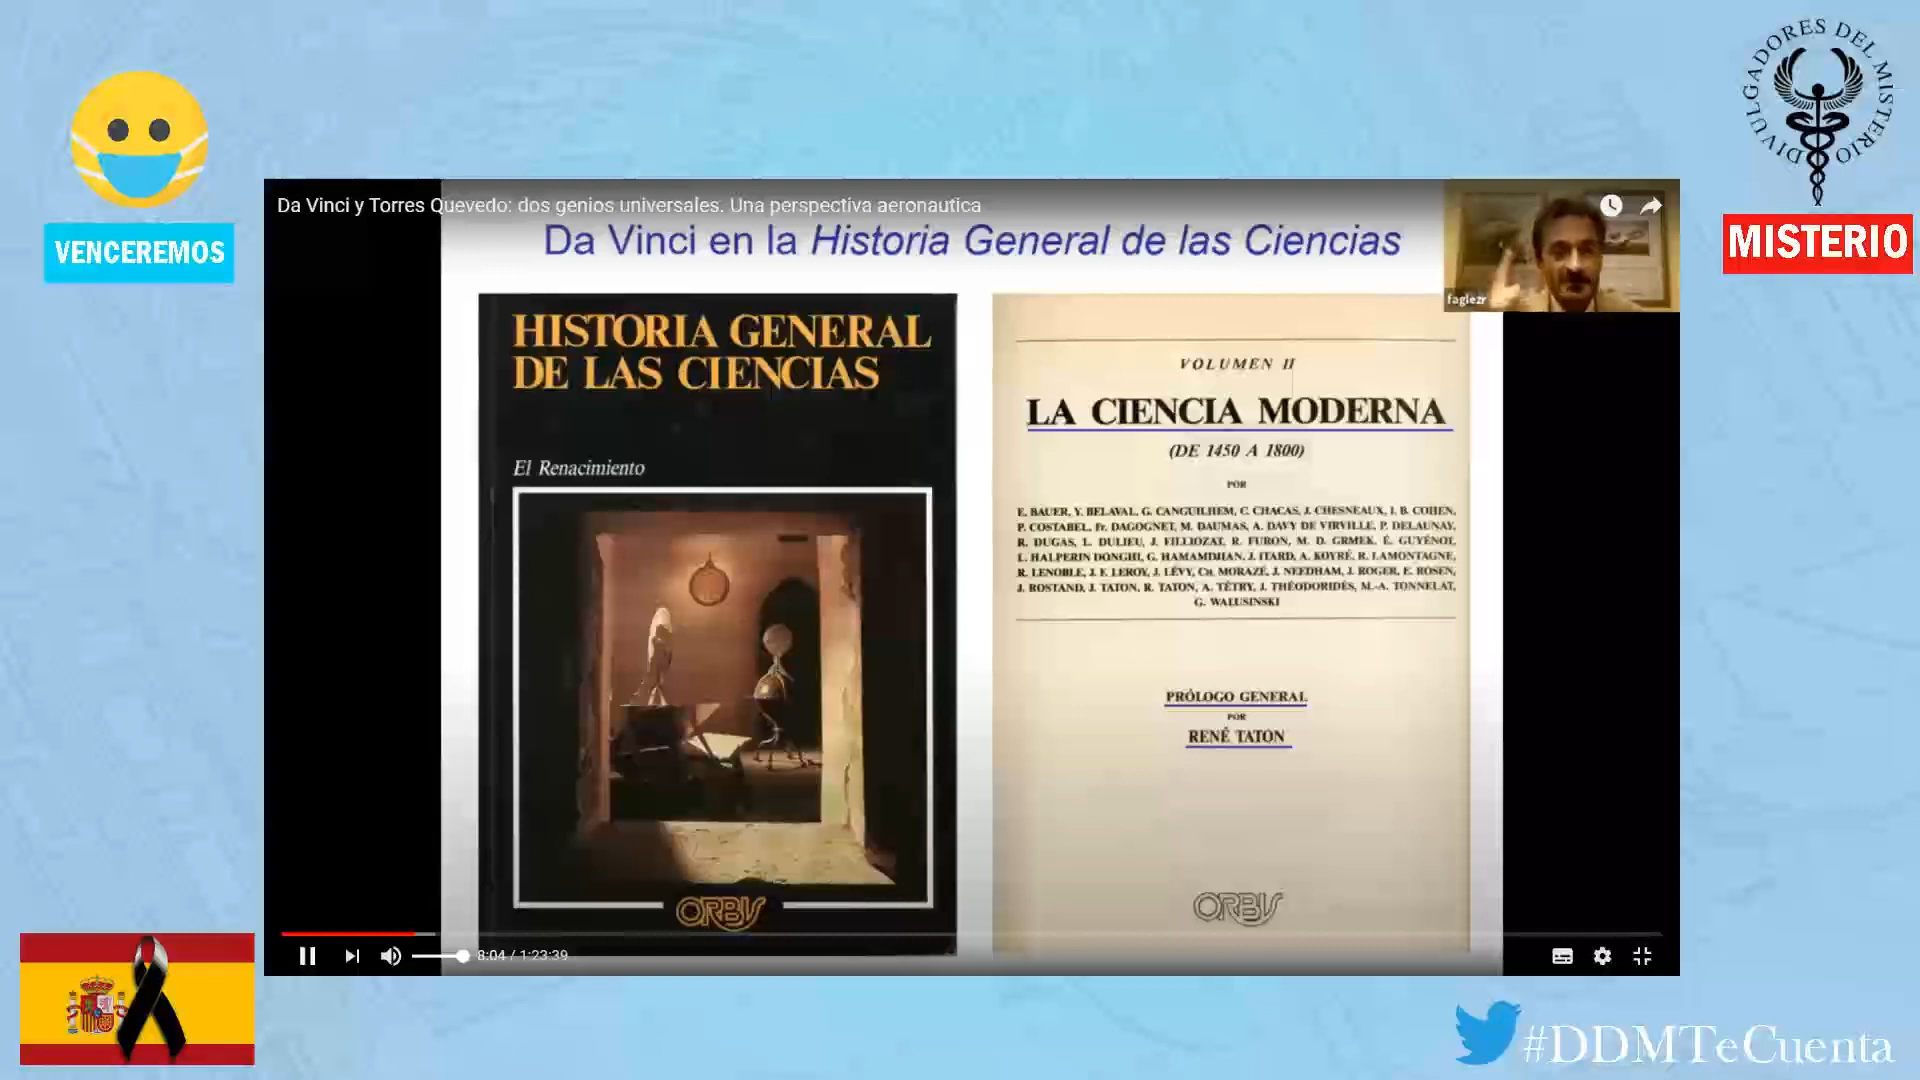 VENCEREMOS
DIVULGADORES DEL MISTERIO
MISTERIO
Da Vinci y Torres Quevedo: dos genios universales. Una perspectiva aeronautica
Da Vinci en la Historia General de las Ciencias
faglezr
HISTORIA GENERAL
DE LAS CIENCIAS
El Renacimiento
ORBIS
VOLUMEN II
LA CIENCIA MODERNA
(DE 1450 A 1800)
POR
E. BAUER, Y. BELAVAL, G. CANGUILHEM, C. CHACAS, J. CHESNEAUX, I. B. COHEN,
P. COSTABEL, Fr. DAGOGNET, M. DAUMAS, A. DAVY DE VIRVILLE, P. DELAUNAY,
R. DUGAS, L. DULIEU, J. FILLIOZAT, R. FURON, M. D. GRMEK, É. GUYÉNOT,
L. HALPERIN DONGHI, G. HAMAMDJIAN, J. ITARD, A. KOYRÉ, R. LAMONTAGNE,
R. LENOBLE, J. F. LEROY, J. LÉVY, Ch. MORAZÉ, J. NEEDHAM, J. ROGER, E. ROSEN,
J. ROSTAND, J. TATON, R. TATON, A. TÉTRY, J. THÉODORIDÈS, M.-A. TONNELAT,
G. WALUSINSKI
PRÓLOGO GENERAL
POR
RENÉ TATON
ORBIS
8:04 / 1:23:39
#DDMTeCuenta